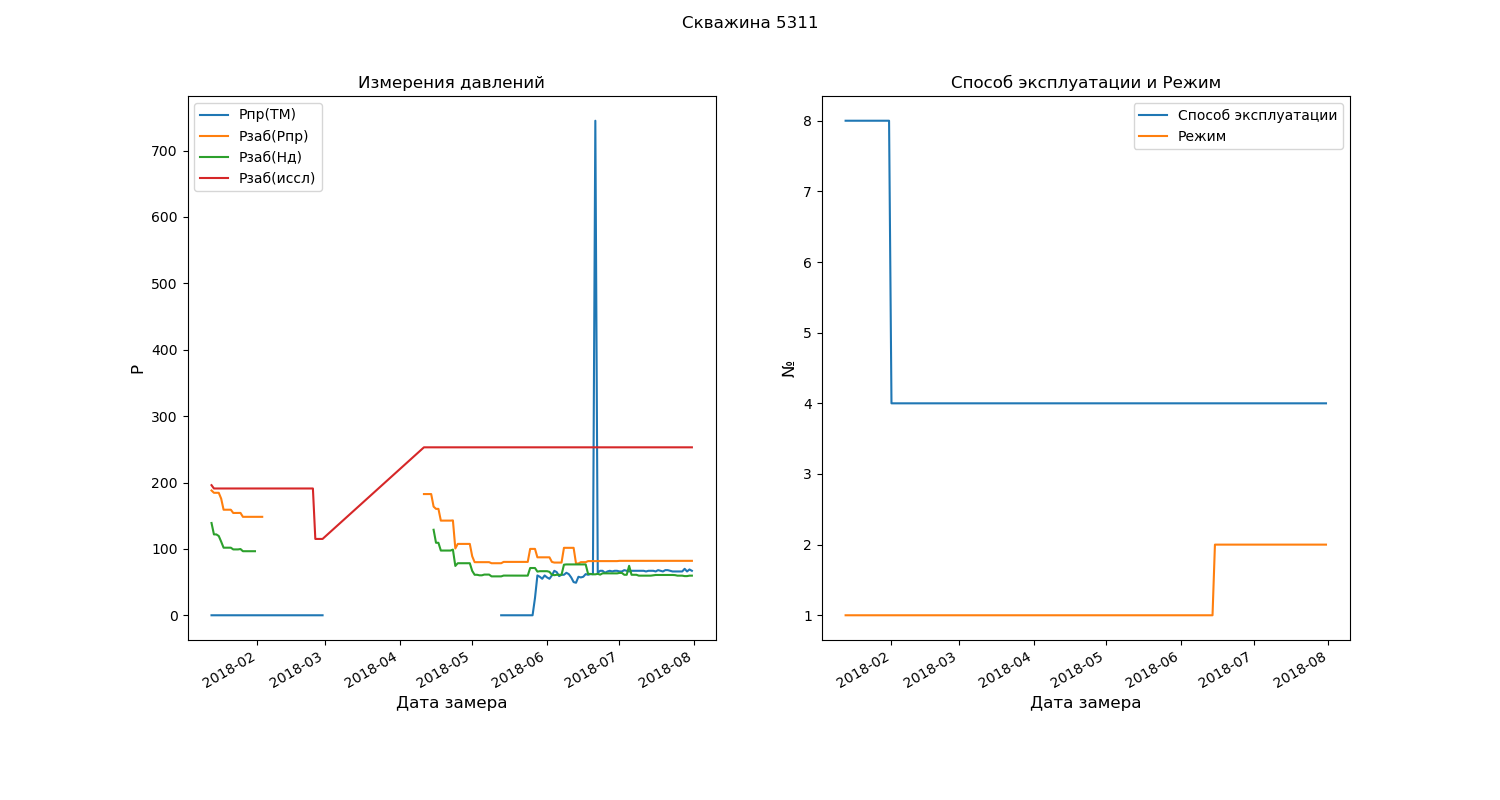 Скважина 5311
Измерения давлений
Рпр(ТМ)
Рзаб(Рпр)
Рзаб(Нд)
Рзаб(иссл)
700
600
500
400
300
200
100
0
Р
2018-02
2018-03
2018-04
2018-05
2018-06
2018-07
2018-08
Дата замера
Способ эксплуатации и Режим
Способ эксплуатации
Режим
8
7
6
5
4
3
2
1
№
2018-02
2018-03
2018-04
2018-05
2018-06
2018-07
2018-08
Дата замера